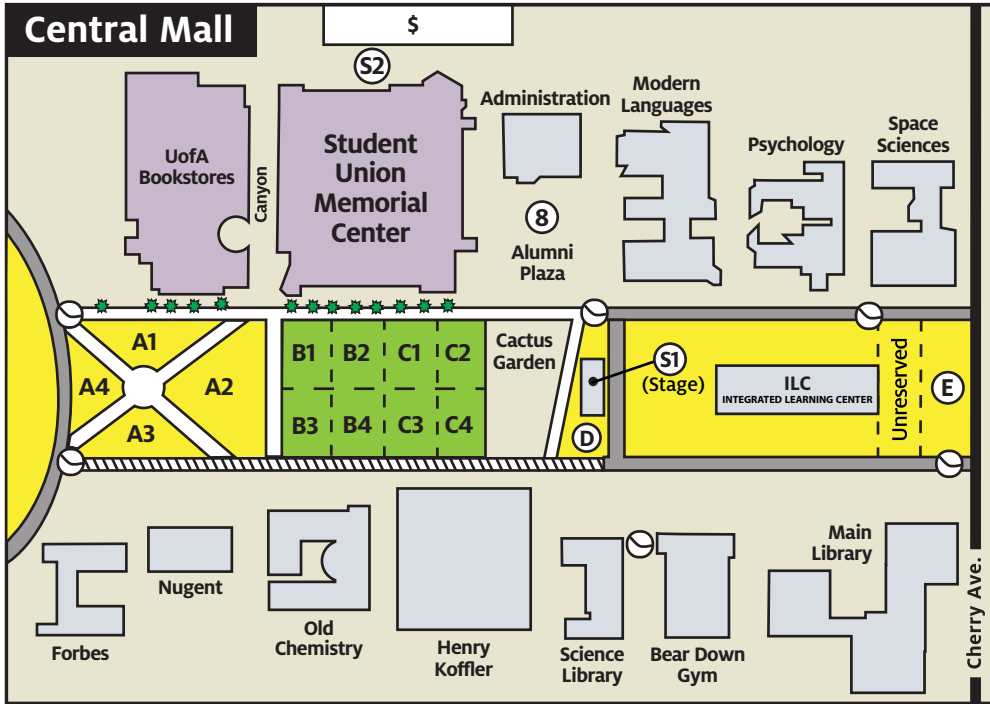 Central Mall
$
S2
UofA
Bookstores
Canyon
Student
Union
Memorial
Center
Administration
8
Alumni
Plaza
Modern
Languages
Psychology
Space
Sciences
A1
A4
A2
A3
B1
B2
C1
C2
B3
B4
C3
C4
Cactus
Garden
S1
(Stage)
D
ILC
INTEGRATED LEARNING CENTER
Unreserved
E
Forbes
Nugent
Old
Chemistry
Henry
Koffler
Science
Library
Bear Down
Gym
Main
Library
Cherry Ave.